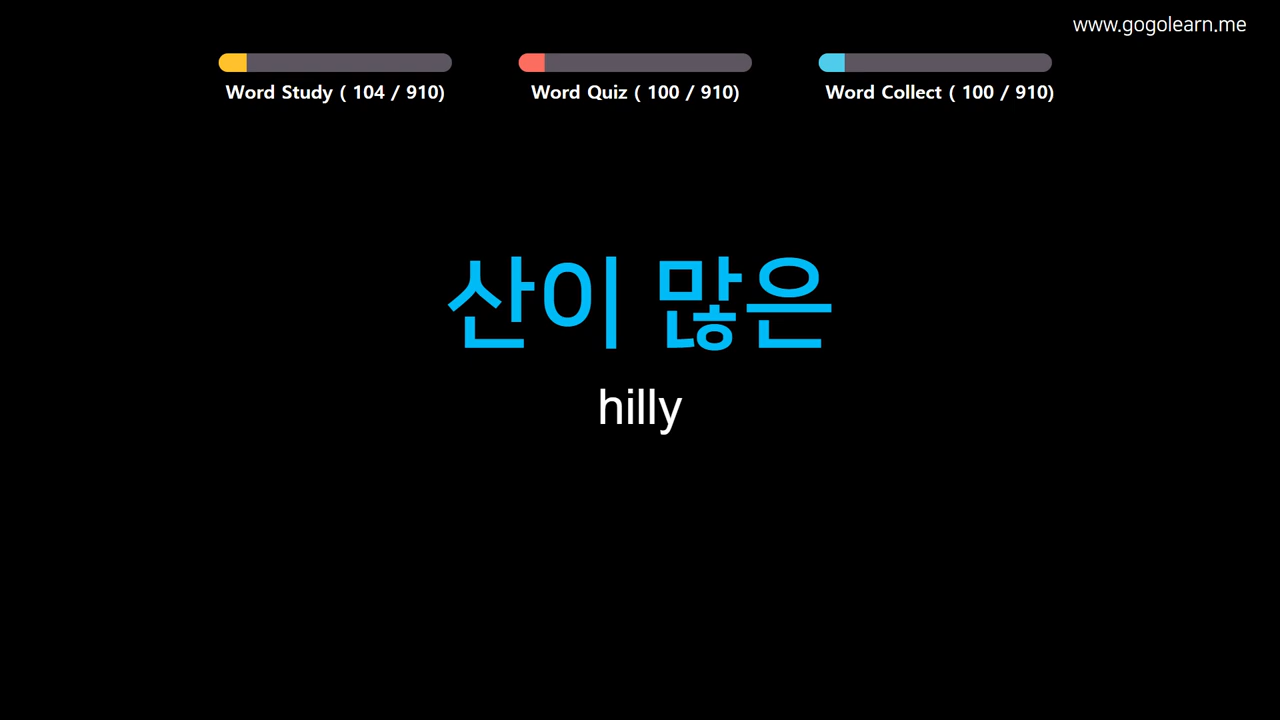 www.gogolearn.me
Word Study ( 104 / 910)
Word Quiz ( 100 / 910)
Word Collect ( 100 / 910)
산이 많은
hilly